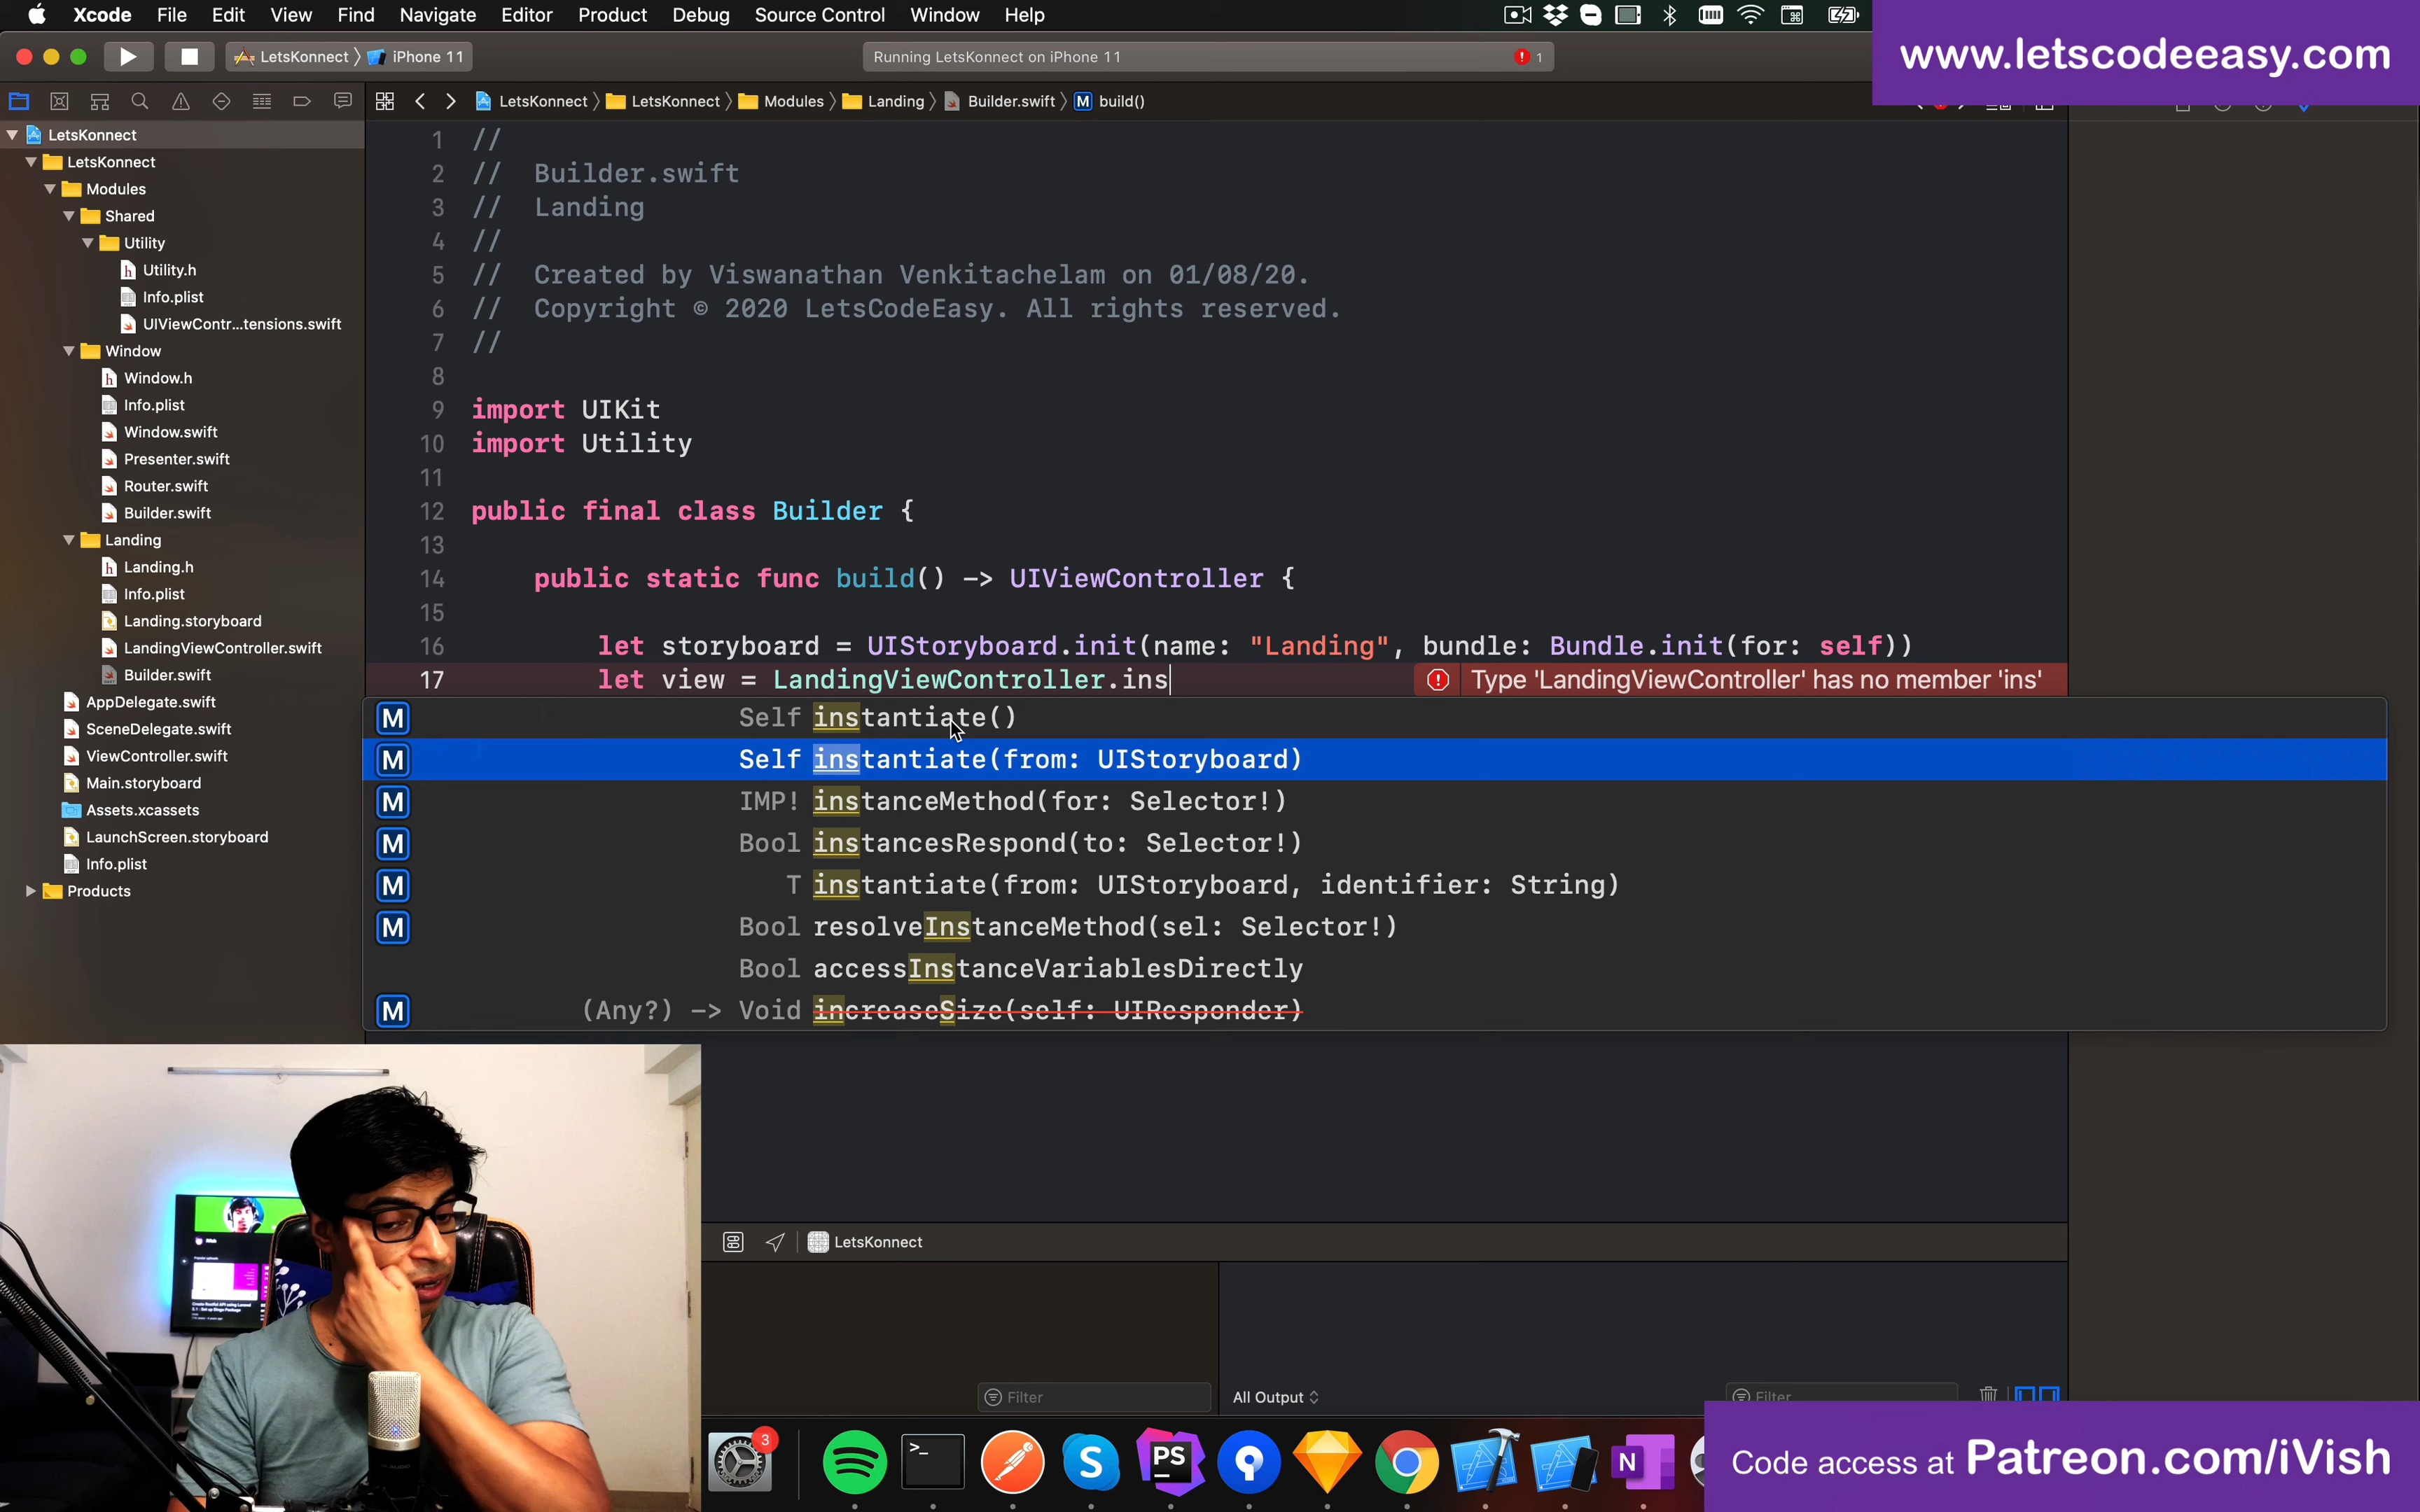 Xcode File Edit View Find Navigate Editor Product Debug Source Control Window Help
www.letscodeeasy.com
LetsKonnect iPhone 11
Running LetsKonnect on iPhone 11
1
LetsKonnect LetsKonnect Modules Landing Builder.swift M build()
LetsKonnect
LetsKonnect
Modules
Shared
Utility
Utility.h
Info.plist
UIViewContr...tensions.swift
Window
Window.h
Info.plist
Window.swift
Presenter.swift
Router.swift
Builder.swift
Landing
Landing.h
Info.plist
Landing.storyboard
LandingViewController.swift
Builder.swift
AppDelegate.swift
SceneDelegate.swift
ViewController.swift
Main.storyboard
Assets.xcassets
LaunchScreen.storyboard
Info.plist
Products
1 //
2 // Builder.swift
3 // Landing
4 //
5 // Created by Viswanathan Venkitachelam on 01/08/20.
6 // Copyright © 2020 LetsCodeEasy. All rights reserved.
7 //
8
9 import UIKit
10 import Utility
11
12 public final class Builder {
13
14 public static func build() -> UIViewController {
15
16 let storyboard = UIStoryboard.init(name: "Landing", bundle: Bundle.init(for: self))
17 let view = LandingViewController.ins Type 'LandingViewController' has no member 'ins'
M Self instantiate()
M Self instantiate(from: UIStoryboard)
M IMP! instanceMethod(for: Selector!)
M Bool instancesRespond(to: Selector!)
M T instantiate(from: UIStoryboard, identifier: String)
M Bool resolveInstanceMethod(sel: Selector!)
Bool accessInstanceVariablesDirectly
M (Any?) -> Void increaseSize(self: UIResponder)
LetsKonnect
Filter
All Output
Filter
3
>_
S
PS
N
Code access at Patreon.com/iVish